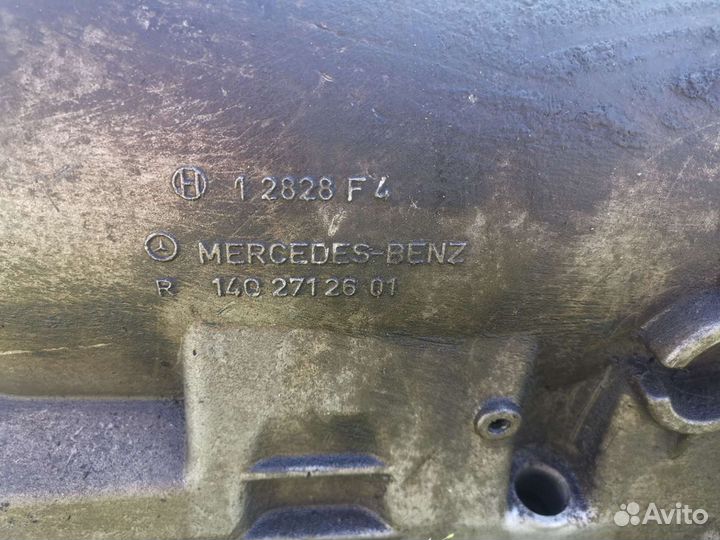 H 1 2828 F4
MERCEDES-BENZ
R 140 271 26 01
Avito